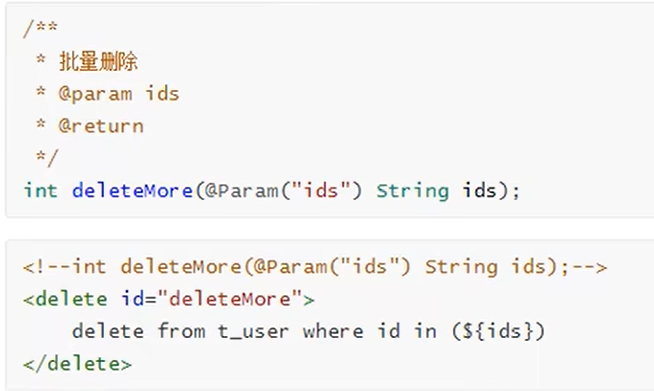 /**
* 批量删除
* @param ids
* @return
*/
int deleteMore(@Param("ids") String ids);
<!--int deleteMore(@Param("ids") String ids);-->
<delete id="deleteMore">
delete from t_user where id in (${ids})
</delete>